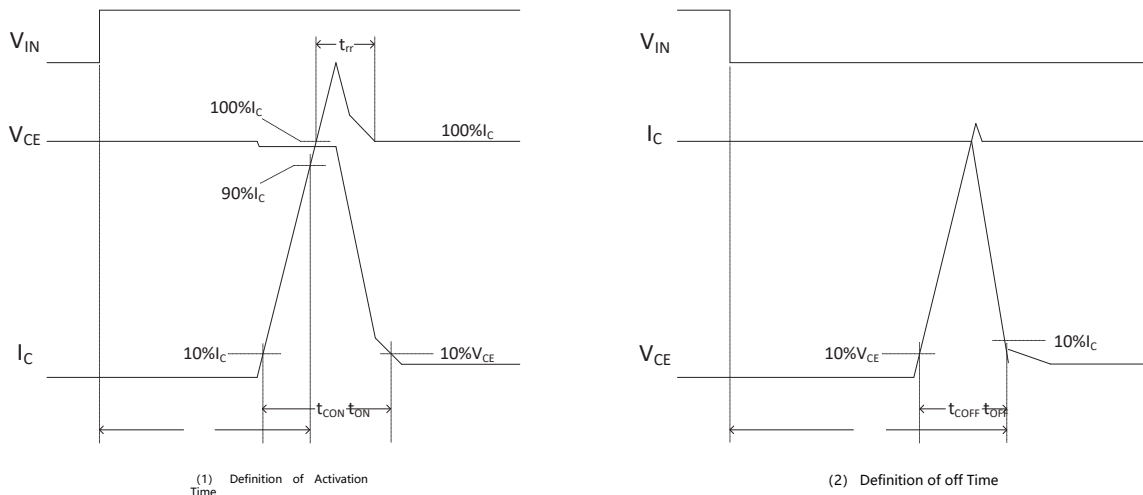 V_IN
t_rr
100%I_C
V_CE
100%I_C
90%I_C
I_C
10%I_C
10%V_CE
t_CON t_ON
(1) Definition of Activation
Time
V_IN
I_C
V_CE
10%V_CE
10%I_C
t_COFF t_OFF
(2) Definition of off Time